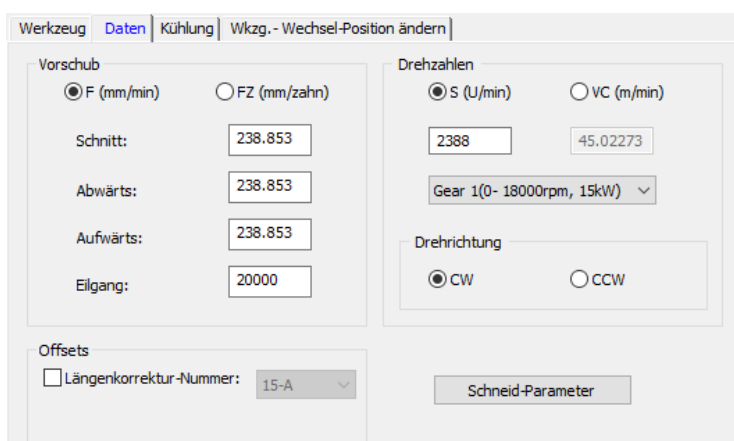 Werkzeug Daten Kühlung Wkzg.- Wechsel-Position ändern
Vorschub
F (mm/min) FZ (mm/zahn)
Schnitt: 238.853
Abwärts: 238.853
Aufwärts: 238.853
Eilgang: 20000
Drehzahlen
S (U/min) VC (m/min)
2388 45.02273
Gear 1(0- 18000rpm, 15kW)
Drehrichtung
CW CCW
Offsets
Längenkorrektur-Nummer: 15-A
Schneid-Parameter